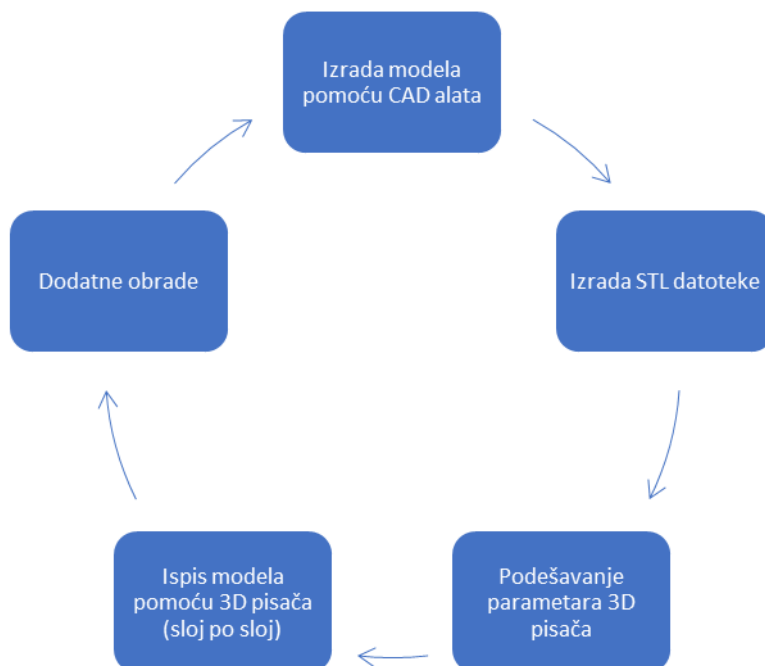 Izrada modela
pomoću CAD alata
Izrada STL datoteke
Podešavanje
parametara 3D
pisača
Ispis modela
pomoću 3D pisača
(sloj po sloj)
Dodatne obrade